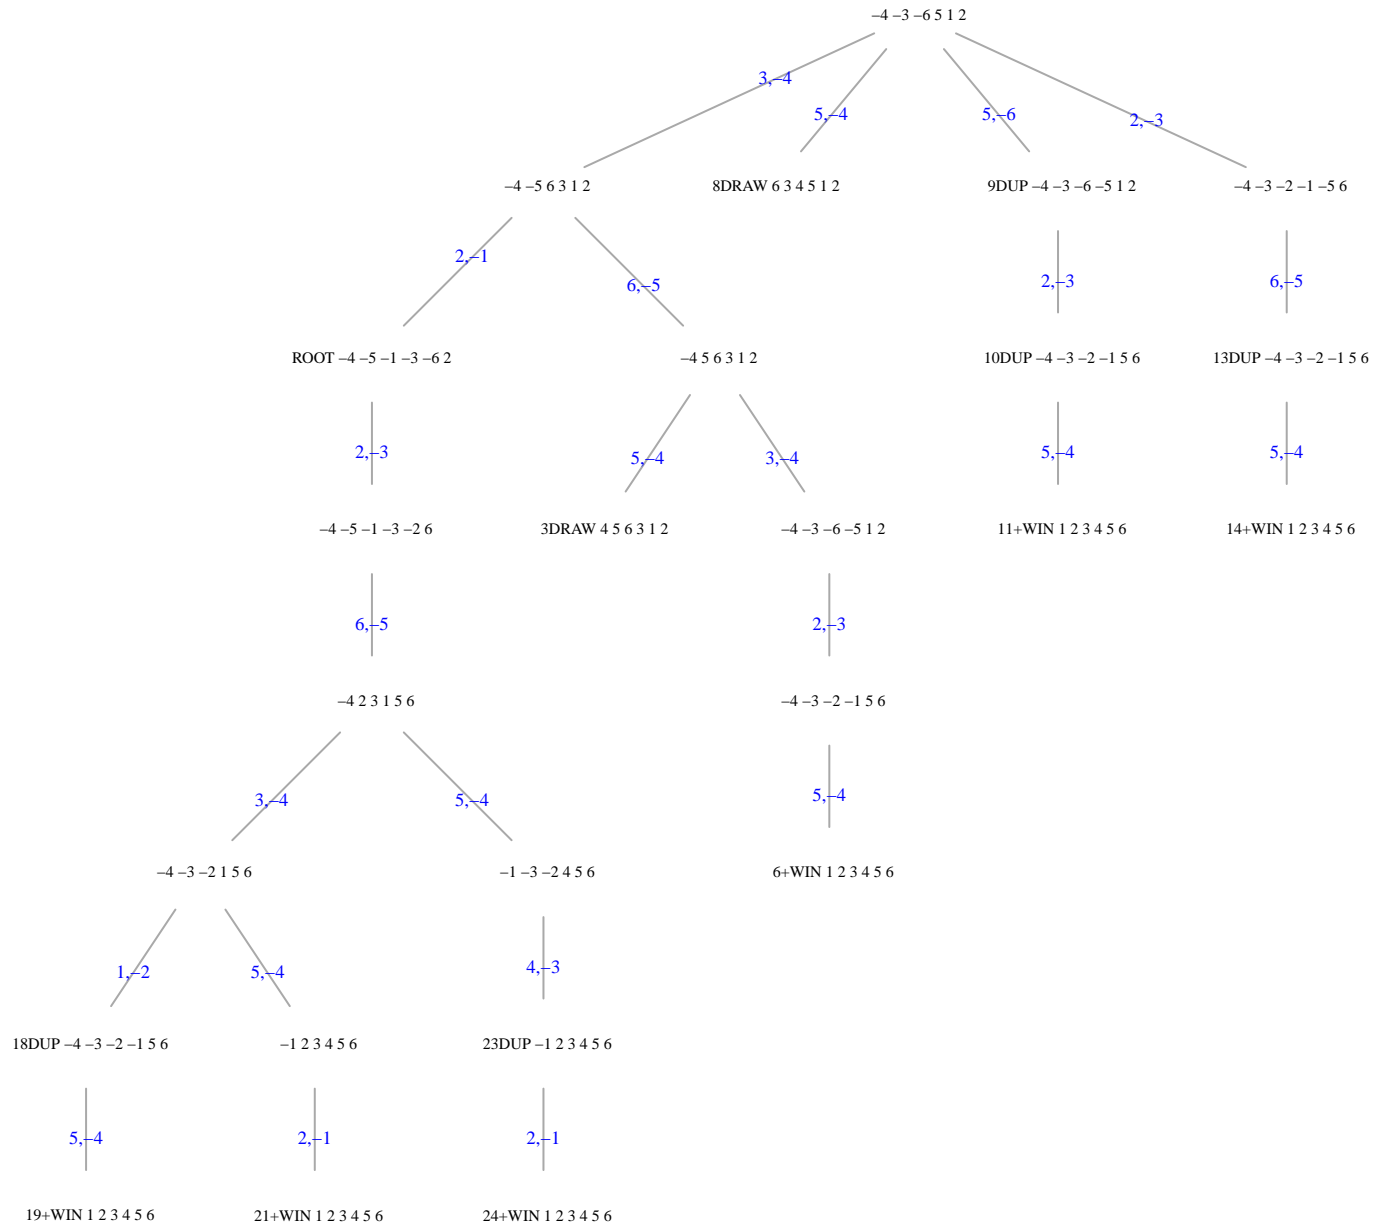 −4 −3 −6 5 1 2
3,−4
5,−4
5,−6
2,−3
−4 −5 6 3 1 2
8DRAW 6 3 4 5 1 2
9DUP −4 −3 −6 −5 1 2
−4 −3 −2 −1 −5 6
2,−1
6,−5
2,−3
6,−5
ROOT −4 −5 −1 −3 −6 2
−4 5 6 3 1 2
10DUP −4 −3 −2 −1 5 6
13DUP −4 −3 −2 −1 5 6
2,−3
5,−4
3,−4
5,−4
5,−4
−4 −5 −1 −3 −2 6
3DRAW 4 5 6 3 1 2
−4 −3 −6 −5 1 2
11+WIN 1 2 3 4 5 6
14+WIN 1 2 3 4 5 6
6,−5
2,−3
−4 2 3 1 5 6
−4 −3 −2 −1 5 6
3,−4
5,−4
5,−4
−4 −3 −2 1 5 6
−1 −3 −2 4 5 6
6+WIN 1 2 3 4 5 6
1,−2
5,−4
4,−3
18DUP −4 −3 −2 −1 5 6
−1 2 3 4 5 6
23DUP −1 2 3 4 5 6
5,−4
2,−1
2,−1
19+WIN 1 2 3 4 5 6
21+WIN 1 2 3 4 5 6
24+WIN 1 2 3 4 5 6